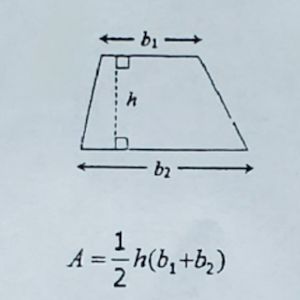 b₁
h
b₂
A = 1/2 h(b₁+b₂)